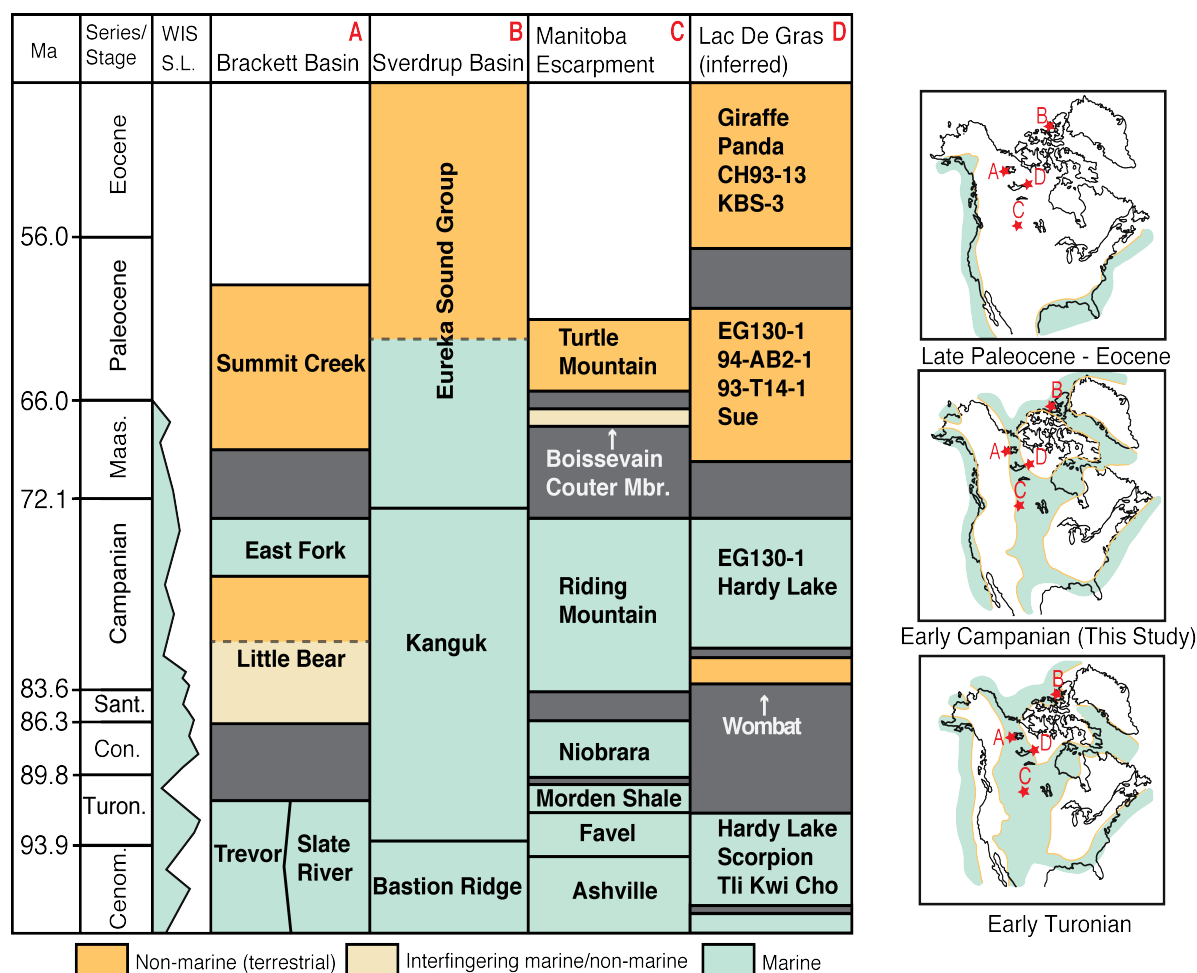 Ma
Series/
Stage
WIS
S.L.
A
Brackett Basin
B
Sverdrup Basin
Manitoba C
Escarpment
Lac De Gras D
(inferred)
Eocene
56.0
Paleocene
66.0
Maas.
72.1
Campanian
83.6
Sant.
86.3
Con.
89.8
Turon.
93.9
Cenom.
Summit Creek
East Fork
Little Bear
Trevor
Slate
River
Eureka Sound Group
Kanguk
Bastion Ridge
Turtle
Mountain
↑
Boissevain
Couter Mbr.
Riding
Mountain
Niobrara
Morden Shale
Favel
Ashville
Giraffe
Panda
CH93-13
KBS-3
EG130-1
94-AB2-1
93-T14-1
Sue
EG130-1
Hardy Lake
↑
Wombat
Hardy Lake
Scorpion
Tli Kwi Cho
B
A
D
C
Late Paleocene - Eocene
B
A
D
C
Early Campanian (This Study)
B
A
D
C
Early Turonian
Non-marine (terrestrial)
Interfingering marine/non-marine
Marine